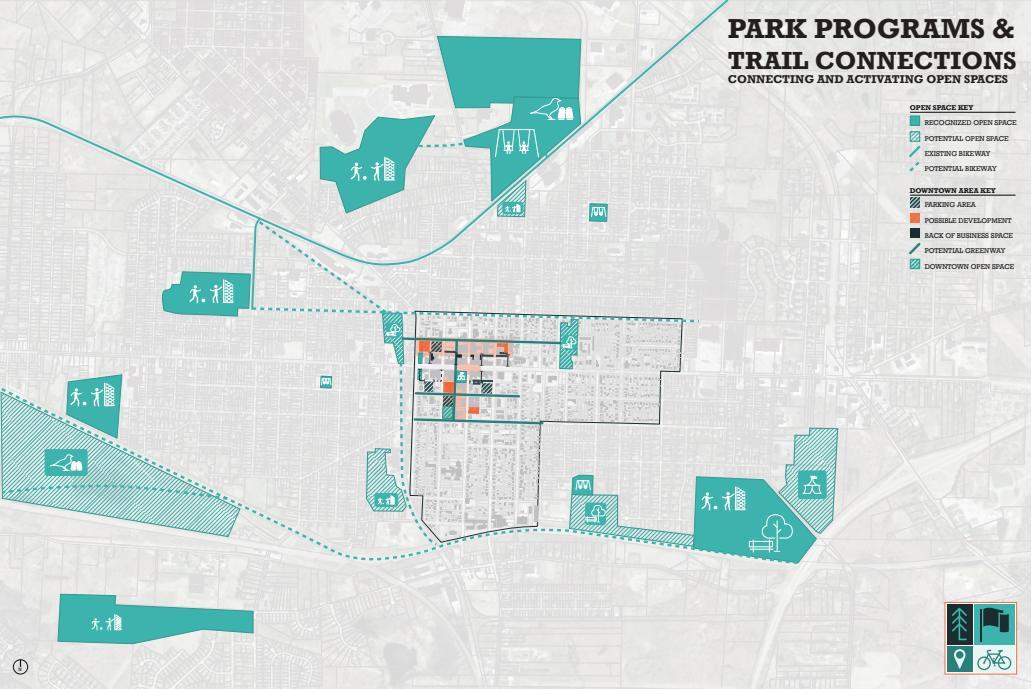 PARK PROGRAMS &
TRAIL CONNECTIONS
CONNECTING AND ACTIVATING OPEN SPACES
OPEN SPACE KEY
RECOGNIZED OPEN SPACE
POTENTIAL OPEN SPACE
EXISTING BIKEWAY
POTENTIAL BIKEWAY
DOWNTOWN AREA KEY
PARKING AREA
POSSIBLE DEVELOPMENT
BACK OF BUSINESS SPACE
POTENTIAL GREENWAY
DOWNTOWN OPEN SPACE
N